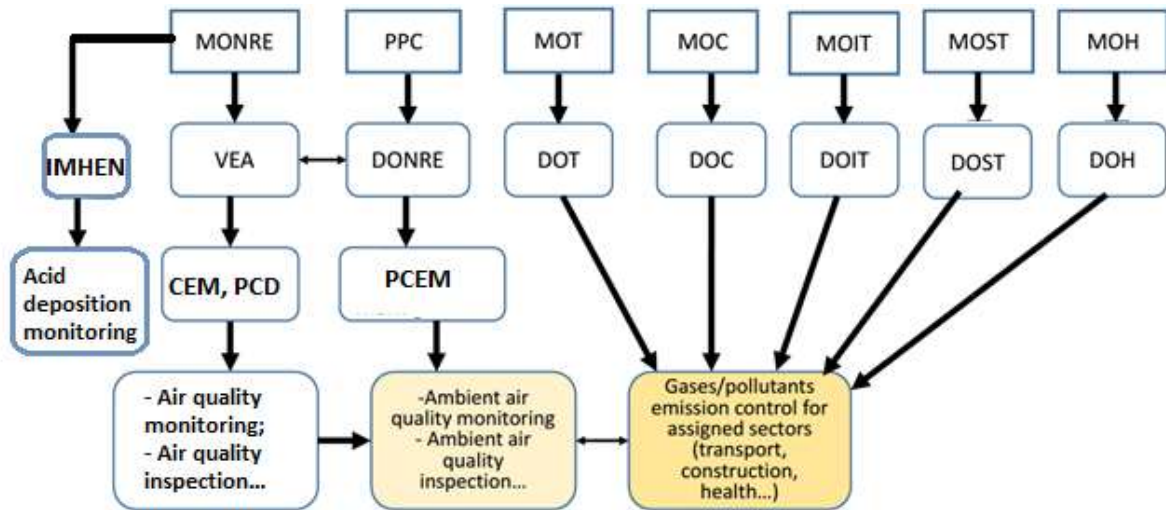 MONRE
PPC
MOT
MOC
MOIT
MOST
MOH
IMHEN
VEA
DONRE
DOT
DOC
DOIT
DOST
DOH
Acid
deposition
monitoring
CEM, PCD
PCEM
- Air quality
monitoring;
- Air quality
inspection...
-Ambient air
quality monitoring
- Ambient air
quality
inspection...
Gases/pollutants
emission control for
assigned sectors
(transport,
construction,
health...)